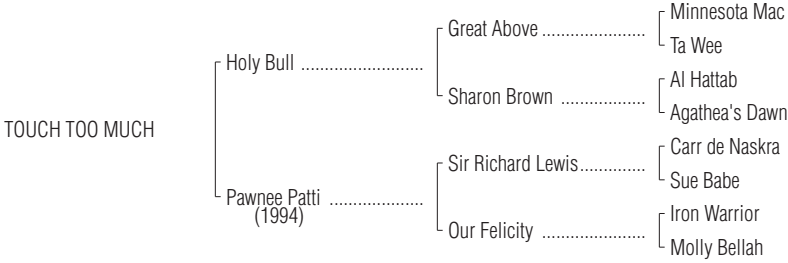 Minnesota Mac
Great Above ......................
Ta Wee
Holy Bull ..........................
Al Hattab
Sharon Brown ..................
Agathea's Dawn
TOUCH TOO MUCH
Carr de Naskra
Sir Richard Lewis..............
Sue Babe
Pawnee Patti ....................
(1994)
Iron Warrior
Our Felicity ......................
Molly Bellah